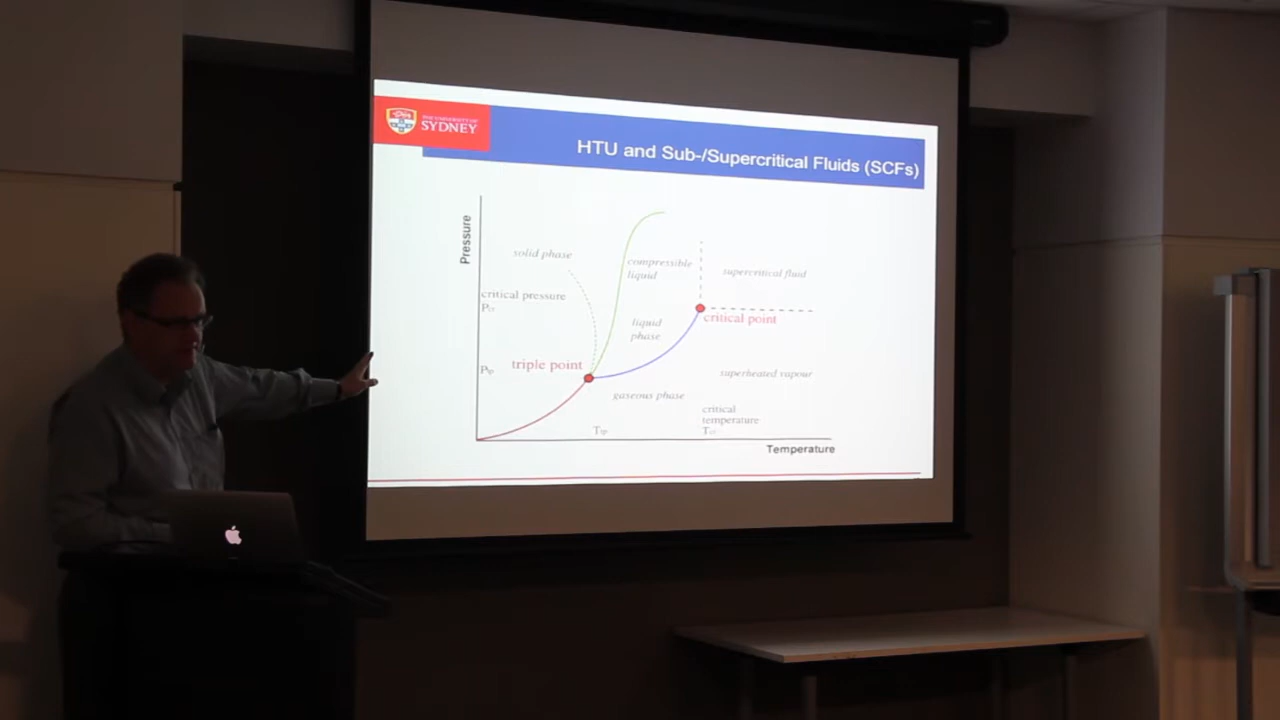 THE UNIVERSITY OF
SYDNEY
HTU and Sub-/Supercritical Fluids (SCFs)
Pressure
solid phase
compressible
liquid
supercritical fluid
critical pressure
Pcr
critical point
liquid
phase
triple point
Ptp
superheated vapour
gaseous phase
critical
temperature
Tcr
Ttp
Temperature